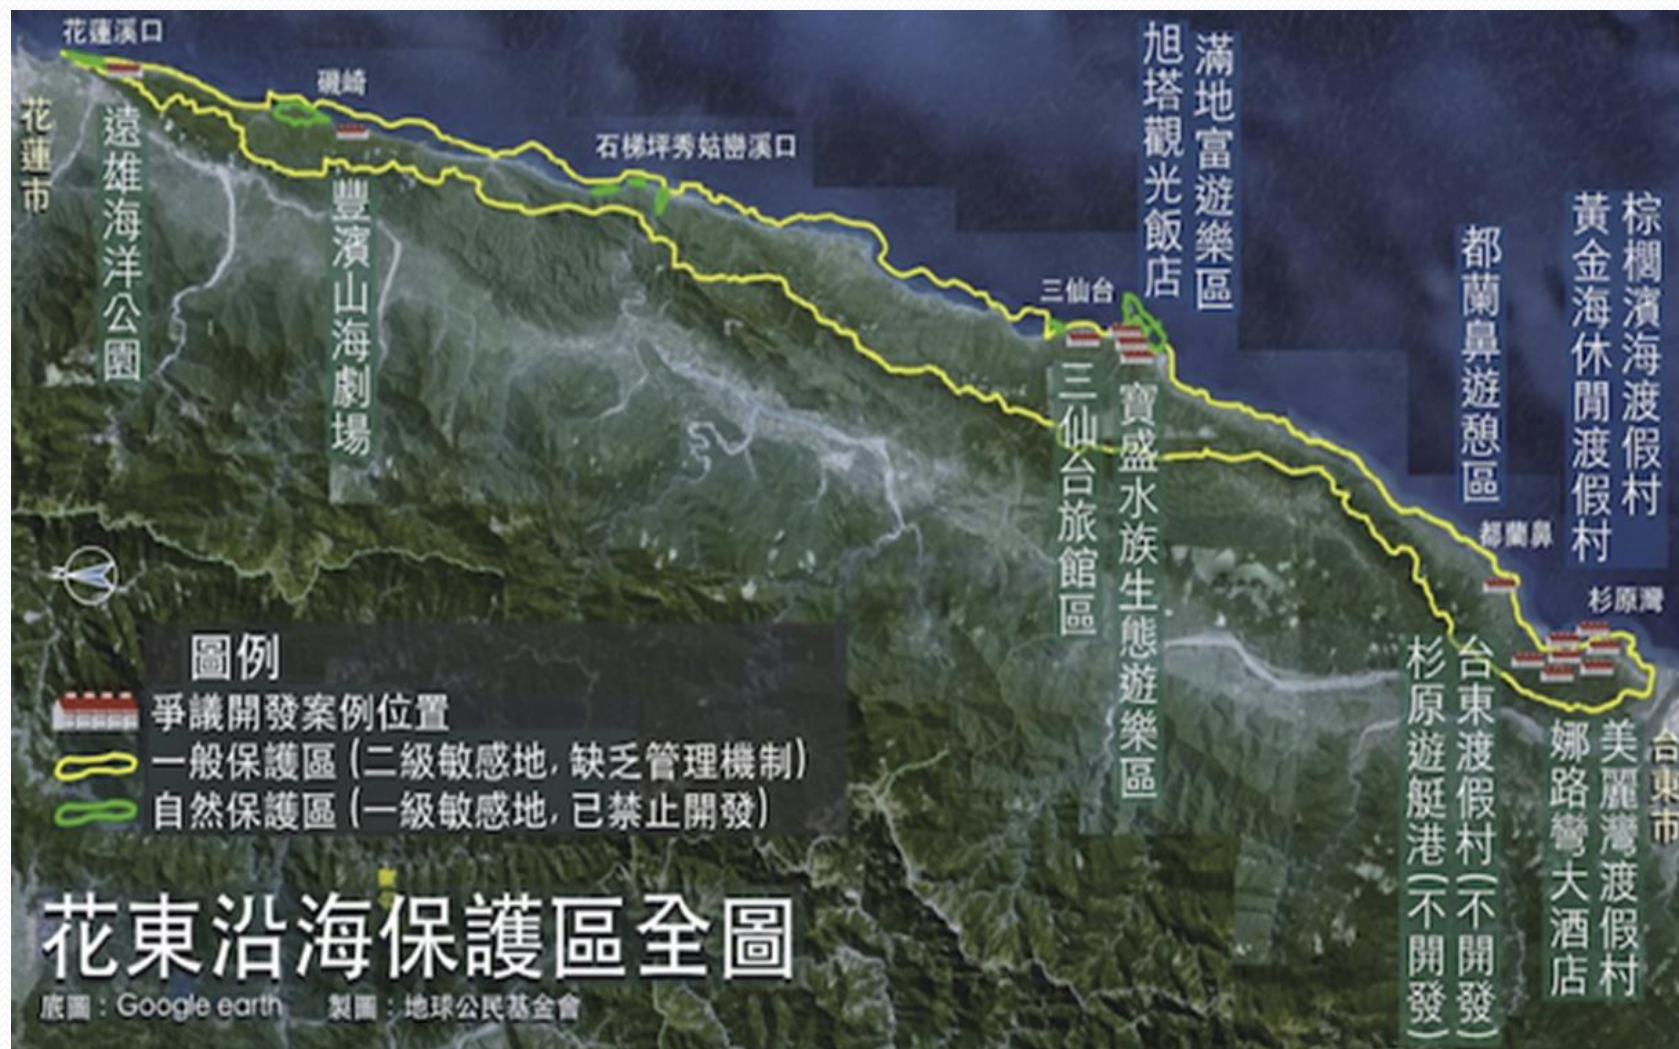 花蓮溪口
花蓮市
遠雄海洋公園
磯崎
豐濱山海劇場
石梯坪秀姑巒溪口
滿地富遊樂區
旭塔觀光飯店
三仙台
三仙台旅館區
寶盛水族生態遊樂區
都蘭鼻遊憩區
都蘭鼻
棕櫚濱海渡假村
黃金海休閒渡假村
杉原灣
台東渡假村(不開發)
杉原遊艇港(不開發)
美麗灣渡假村
娜路彎大酒店
台東市
圖例
爭議開發案例位置
一般保護區(二級敏感地,缺乏管理機制)
自然保護區(一級敏感地,已禁止開發)
花東沿海保護區全圖
底圖:Google earth 製圖:地球公民基金會